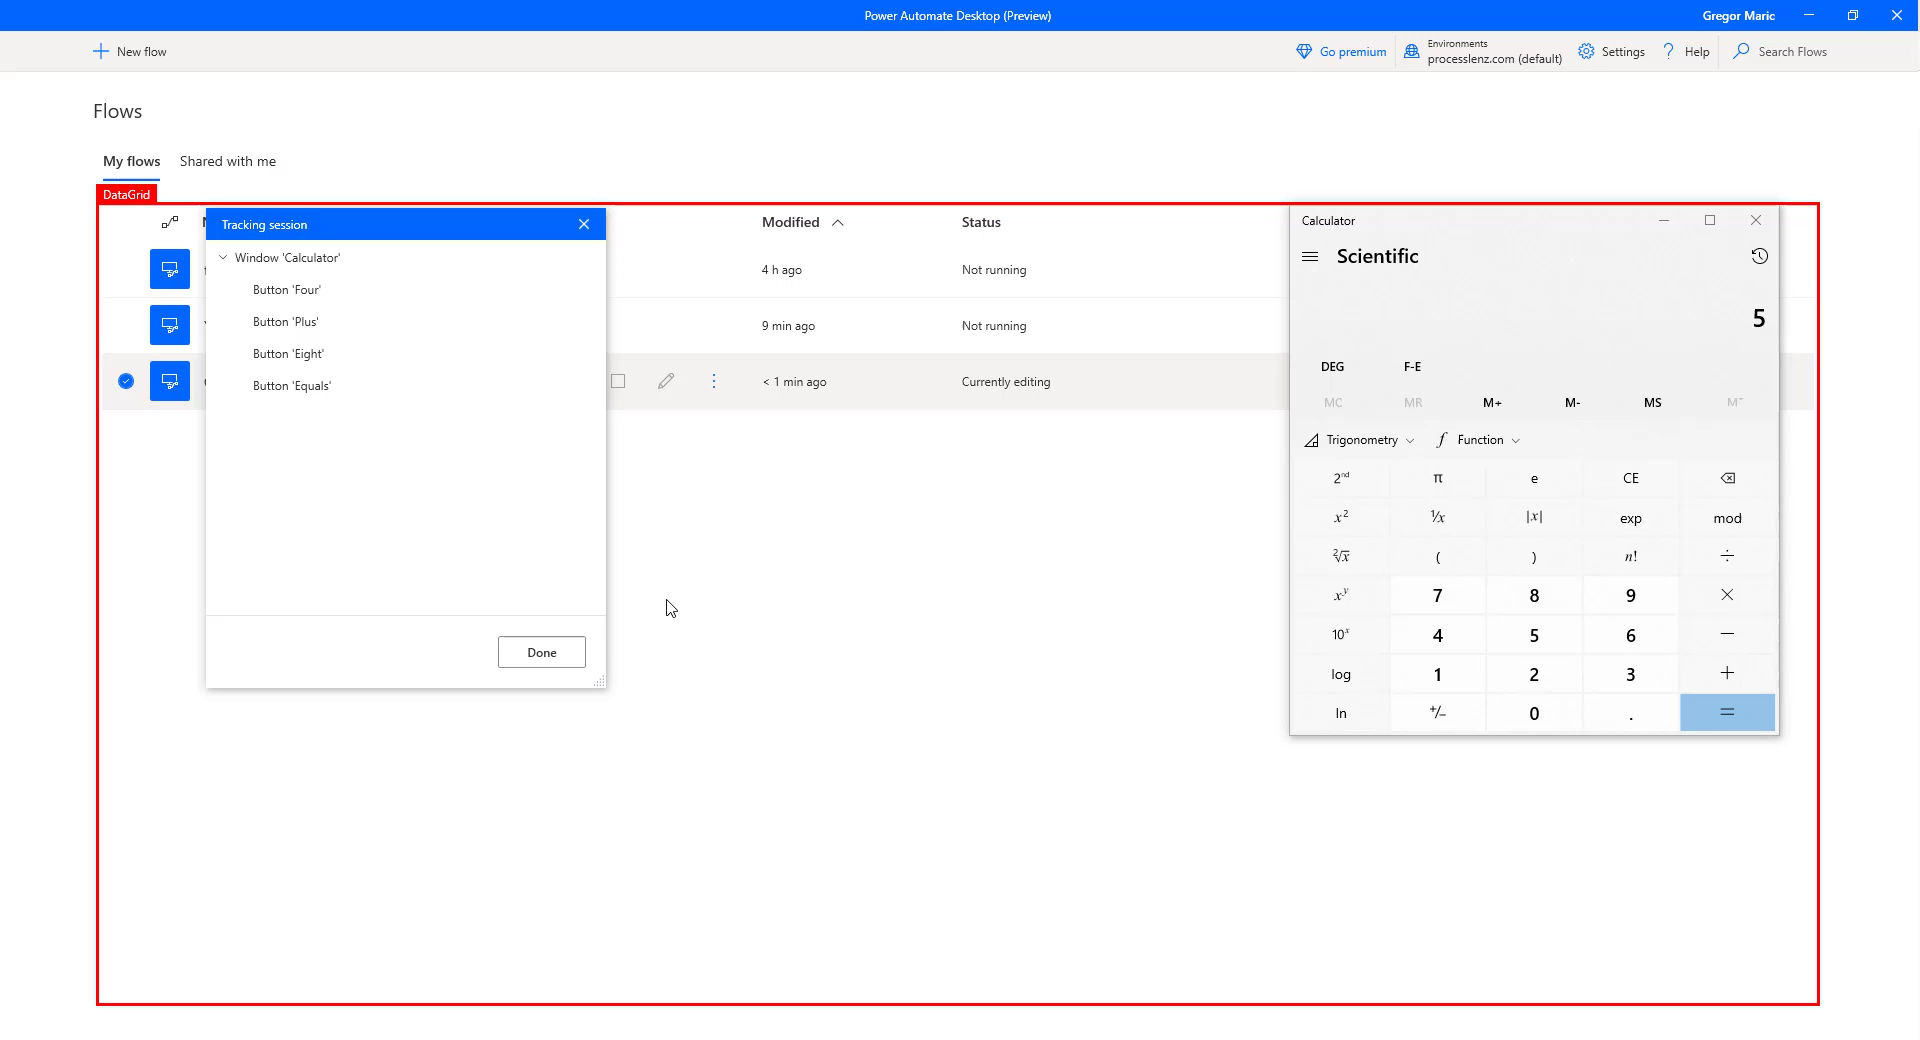 Power Automate Desktop (Preview)
Gregor Maric
New flow
Go premium
Environments
processlenz.com (default)
Settings
Help
Search Flows
Flows
My flows
Shared with me
DataGrid
Modified
Status
4 h ago
Not running
9 min ago
Not running
< 1 min ago
Currently editing
Tracking session
Window 'Calculator'
Button 'Four'
Button 'Plus'
Button 'Eight'
Button 'Equals'
Done
Calculator
Scientific
5
DEG F-E
MC MR M+ M- MS M˅
Trigonometry Function
2ⁿᵈ π e CE
x² ¹⁄x |x| exp mod
²√x ( ) n! ÷
xʸ 7 8 9 ×
10ˣ 4 5 6 −
log 1 2 3 +
ln +/− 0 . =